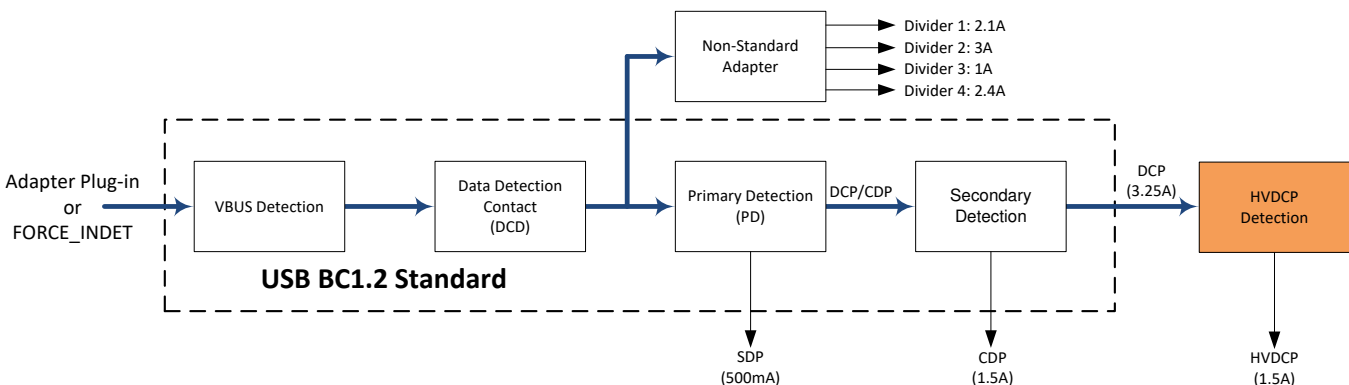 Non-Standard
Adapter
Divider 1: 2.1A
Divider 2: 3A
Divider 3: 1A
Divider 4: 2.4A
Adapter Plug-in
or
FORCE_INDET
VBUS Detection
Data Detection
Contact
(DCD)
Primary Detection
(PD)
DCP/CDP
Secondary
Detection
DCP
(3.25A)
HVDCP
Detection
USB BC1.2 Standard
SDP
(500mA)
CDP
(1.5A)
HVDCP
(1.5A)